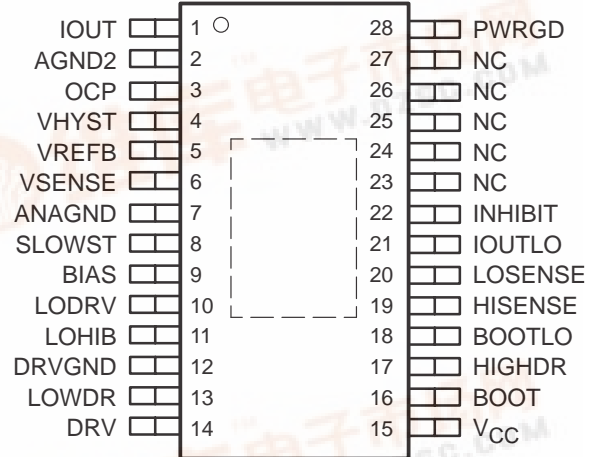 IOUT 1 28 PWRGD
AGND2 2 27 NC
OCP 3 26 NC
VHYST 4 25 NC
VREFB 5 24 NC
VSENSE 6 23 NC
ANAGND 7 22 INHIBIT
SLOWST 8 21 IOUTLO
BIAS 9 20 LOSENSE
LODRV 10 19 HISENSE
LOHIB 11 18 BOOTLO
DRVGND 12 17 HIGHDR
LOWDR 13 16 BOOT
DRV 14 15 VCC